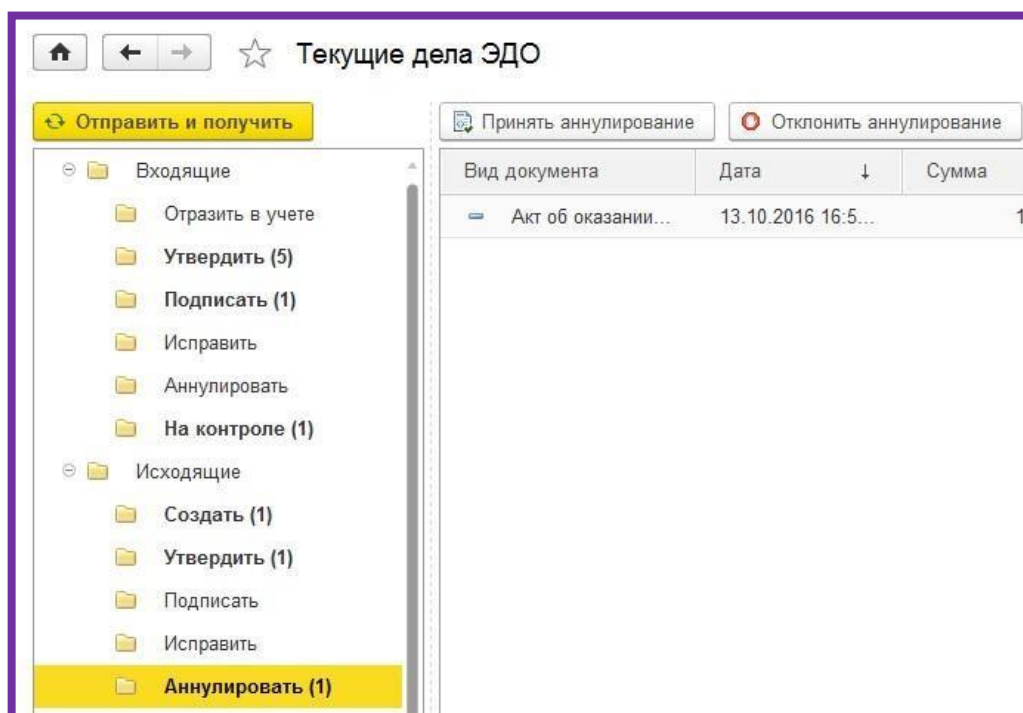 Текущие дела ЭДО
Отправить и получить
Принять аннулирование
Отклонить аннулирование
Входящие
Отразить в учете
Утвердить (5)
Подписать (1)
Исправить
Аннулировать
На контроле (1)
Исходящие
Создать (1)
Утвердить (1)
Подписать
Исправить
Аннулировать (1)
Вид документа Дата ↓ Сумма
Акт об оказании... 13.10.2016 16:5... 1